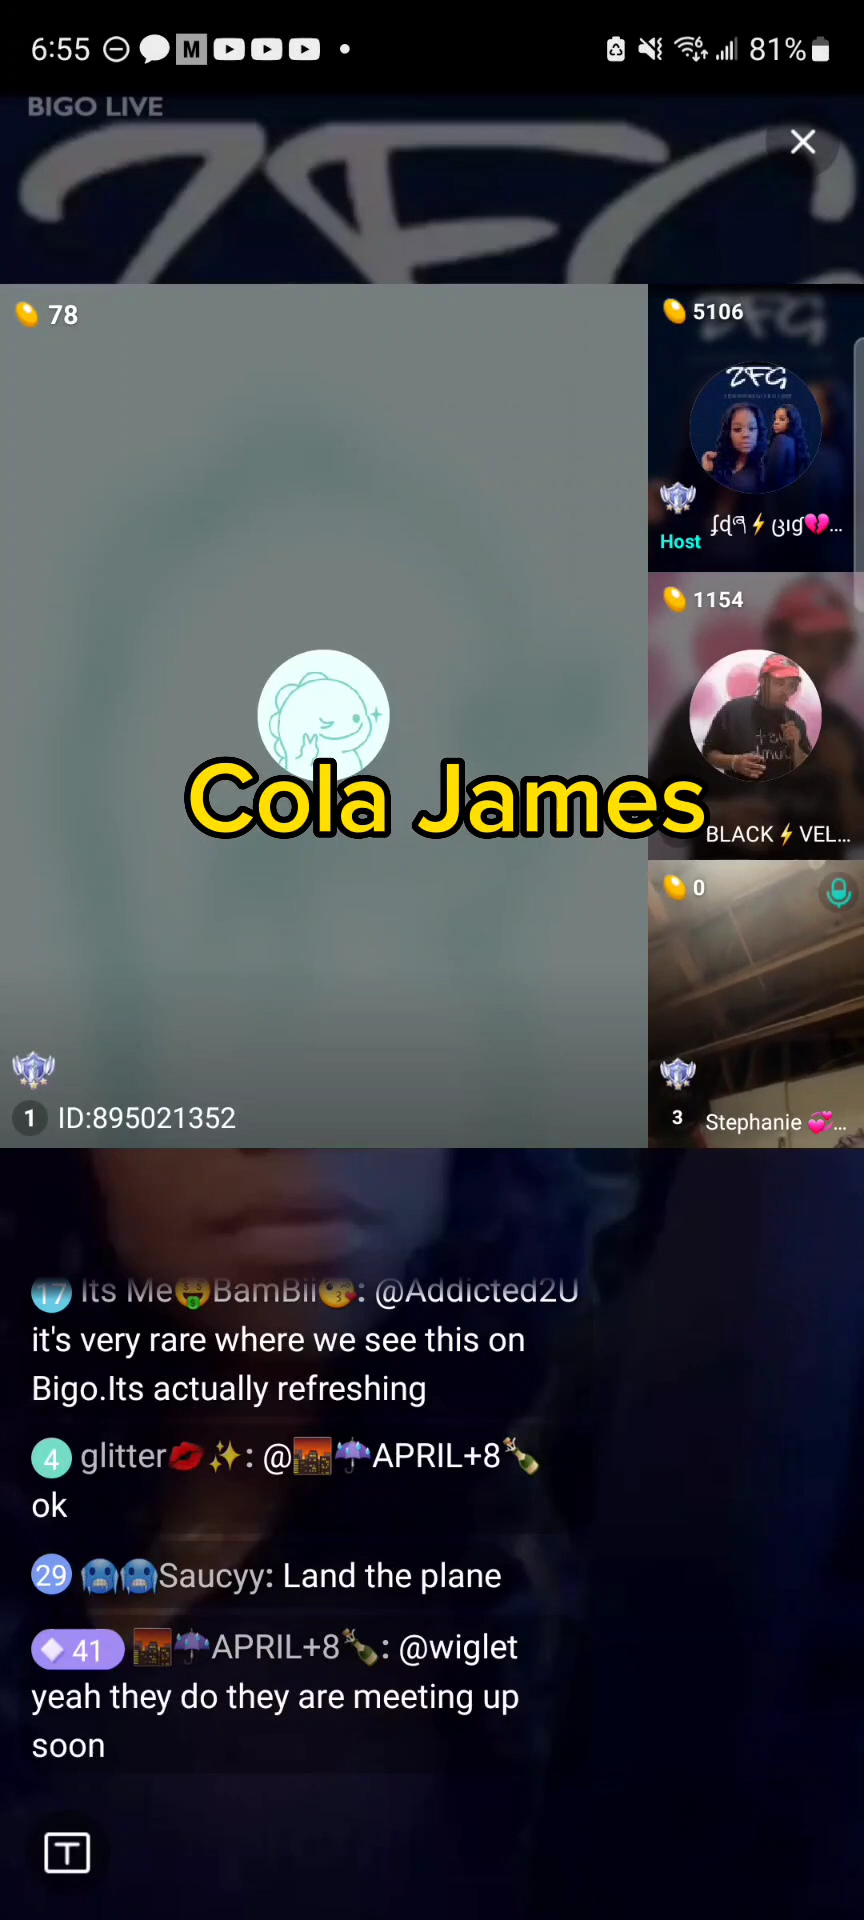 6:55
M
81%
BIGO LIVE
ZFG
78
5106
ZFG
Host
1154
Cola James
BLACK⚡VEL...
0
1 ID:895021352
3 Stephanie 💞...
17 Its Me🤑BamBii😘: @Addicted2U
it's very rare where we see this on
Bigo.Its actually refreshing
4 glitter💋✨: @🌇☔APRIL+8🍾
ok
29 🥶🥶Saucyy: Land the plane
41 🌇☔APRIL+8🍾: @wiglet
yeah they do they are meeting up
soon
T